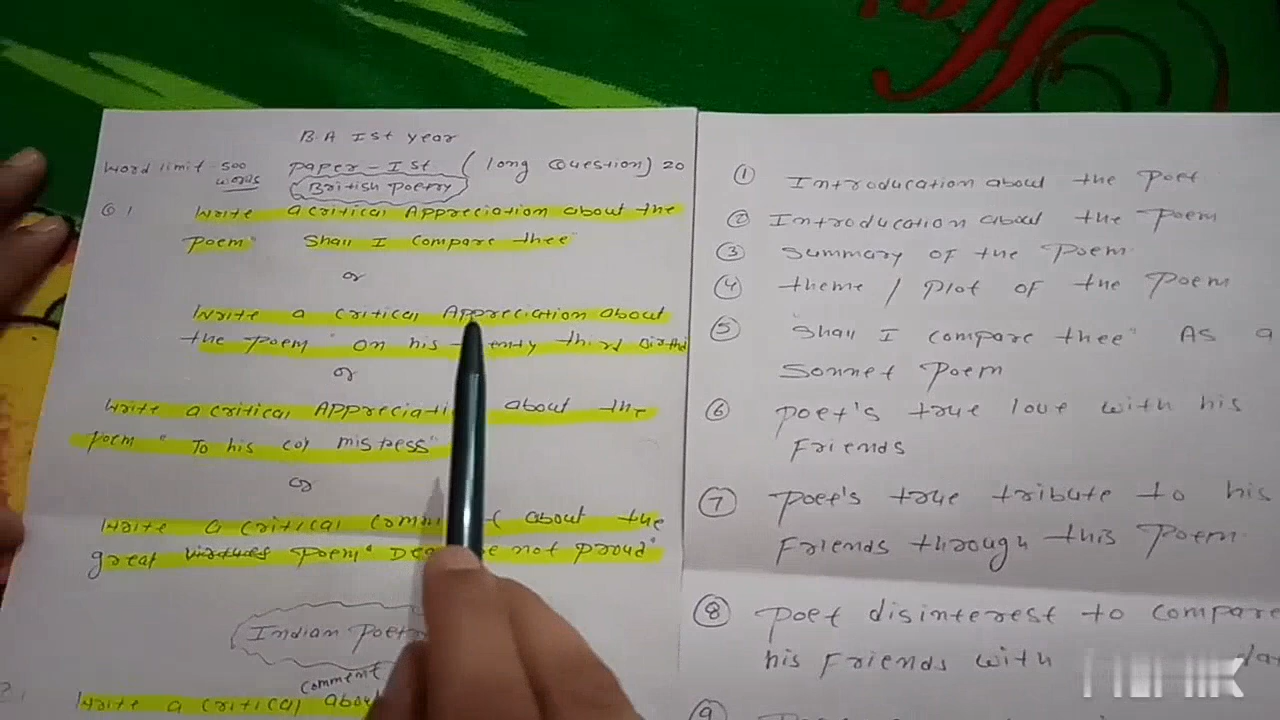 B.A Ist year
Word limit - 500 words
paper - Ist ( long Question) 20
British poetry
Q 1
Write a critical Appreciation about the
poem" Shall I compare thee"
or
Write a critical Appreciation about
the poem " on his third Birth
or
Write a critical Appreciati about the
poem " To his coy mistress"
or
Write a critical about the
great poem" not proud"
Indian
comment
Write a critical
① Introducation about the Poet
② Introducation about the Poem
③ Summary of the Poem
④ theme / Plot of the Poem
⑤ "Shall I compare thee" As a
Sonnet Poem
⑥ Poet's true love with his
Friends
⑦ Poet's true tribute to his
Friends through this Poem
⑧ Poet disinterest to compare
his Friends with
⑨